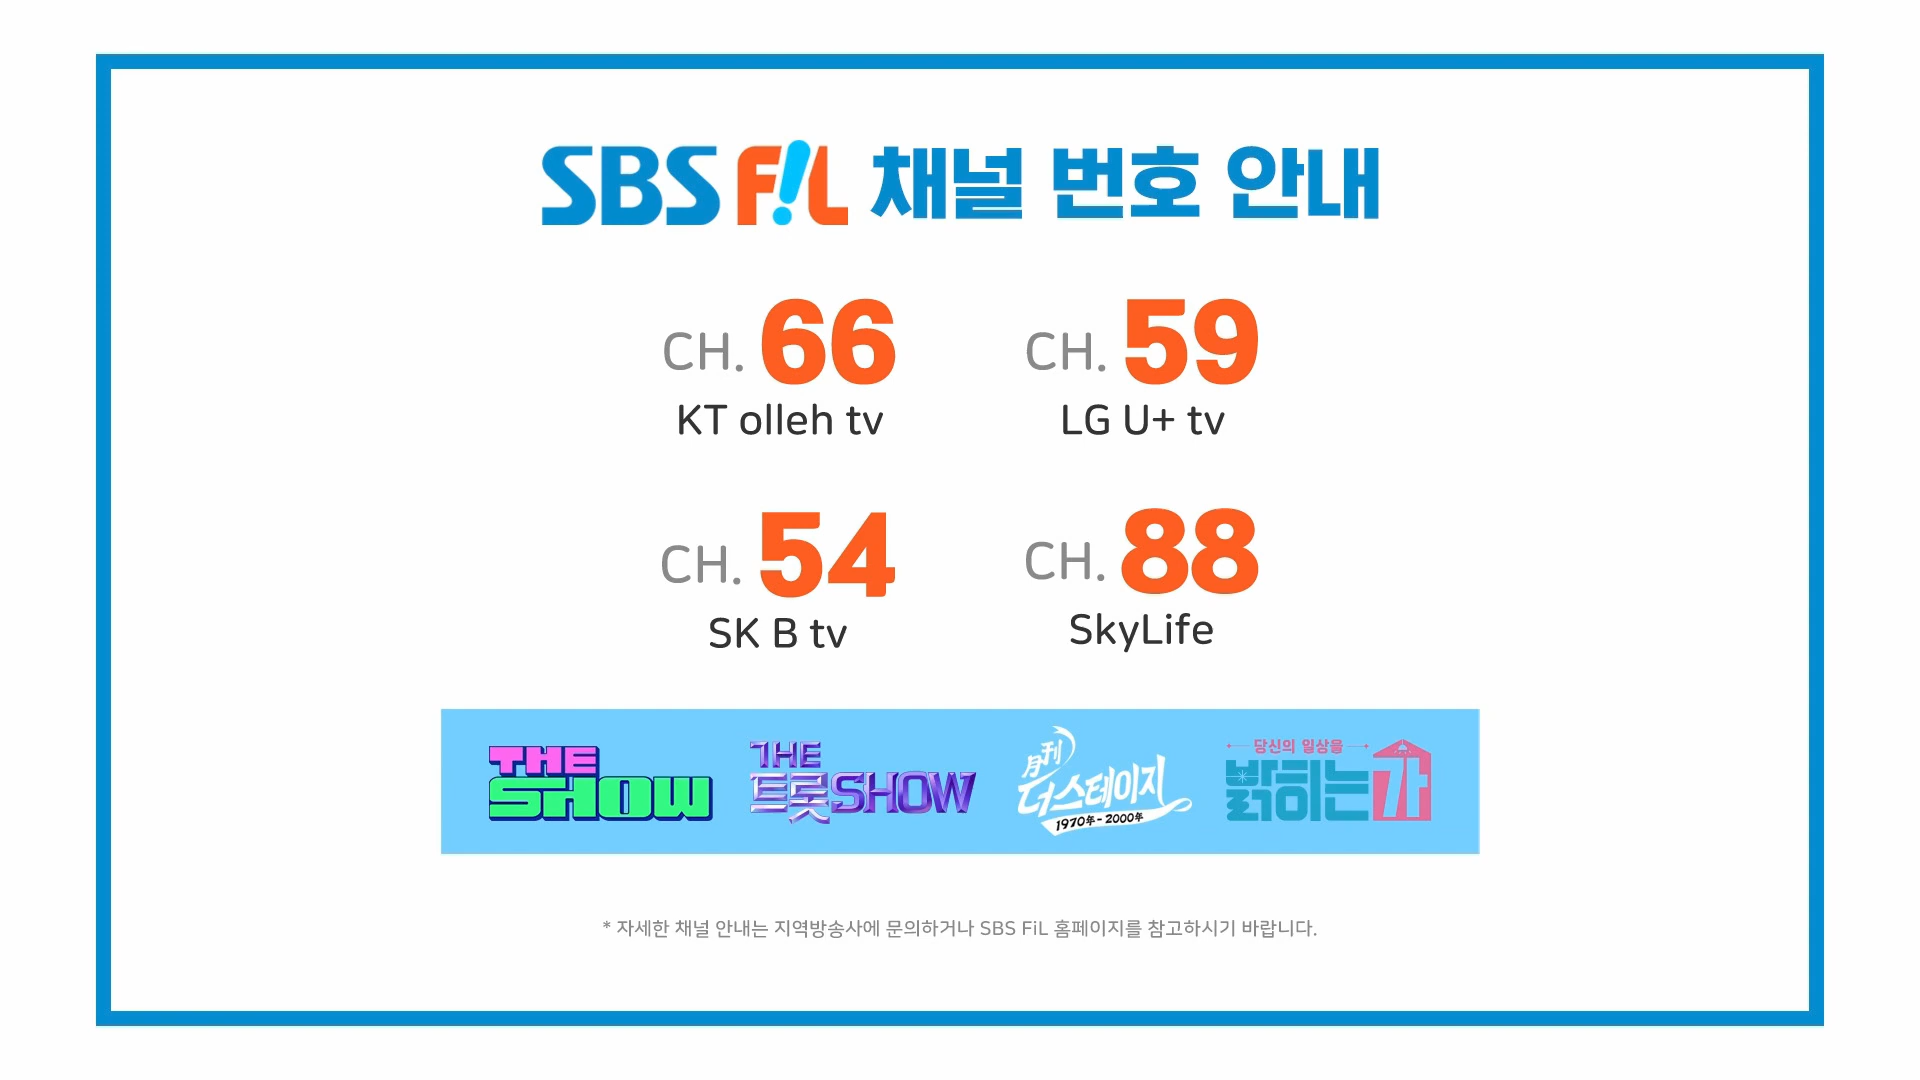 SBS F!L 채널 번호 안내
CH. 66
KT olleh tv
CH. 59
LG U+ tv
CH. 54
SK B tv
CH. 88
SkyLife
THE
SHOW
THE
트롯SHOW
月刊
더스테이지
1970年-2000年
당신의 일상을
밝히는가
* 자세한 채널 안내는 지역방송사에 문의하거나 SBS FiL 홈페이지를 참고하시기 바랍니다.